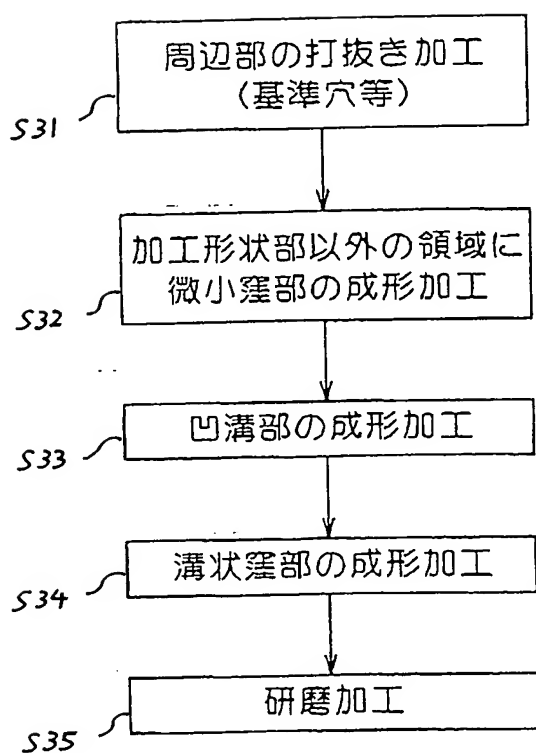 周辺部の打抜き加工
(基準穴等)
S31
加工形状部以外の領域に
微小窪部の成形加工
S32
凹溝部の成形加工
S33
溝状窪部の成形加工
S34
研磨加工
S35